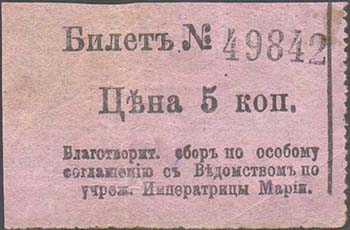 Билетъ № 49842
Цѣна 5 коп.
Благотворит. сборъ по особому
соглашенію съ Вѣдомствомъ по
учреж. Императрицы Маріи.